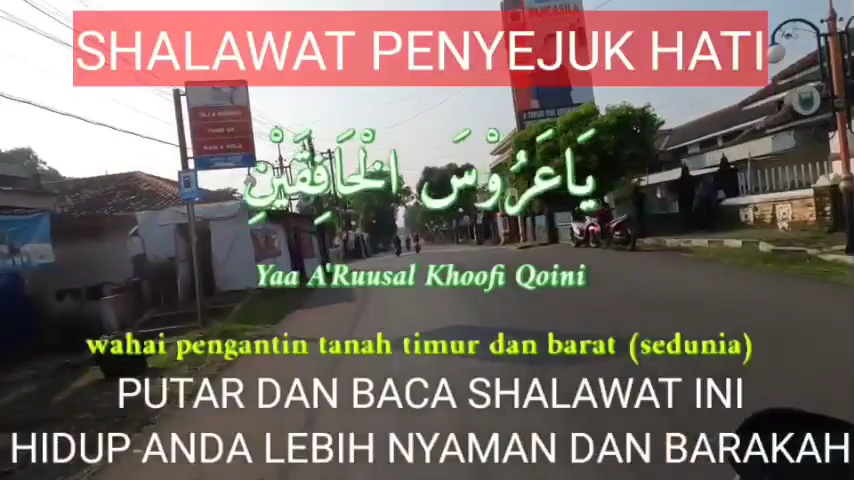 SHALAWAT PENYEJUK HATI
PANCASILA
يَاعَرُوْسَ الْخَافِقَيْنِ
Yaa A'Ruusal Khoofi Qoini
wahai pengantin tanah timur dan barat (sedunia)
PUTAR DAN BACA SHALAWAT INI
HIDUP ANDA LEBIH NYAMAN DAN BARAKAH